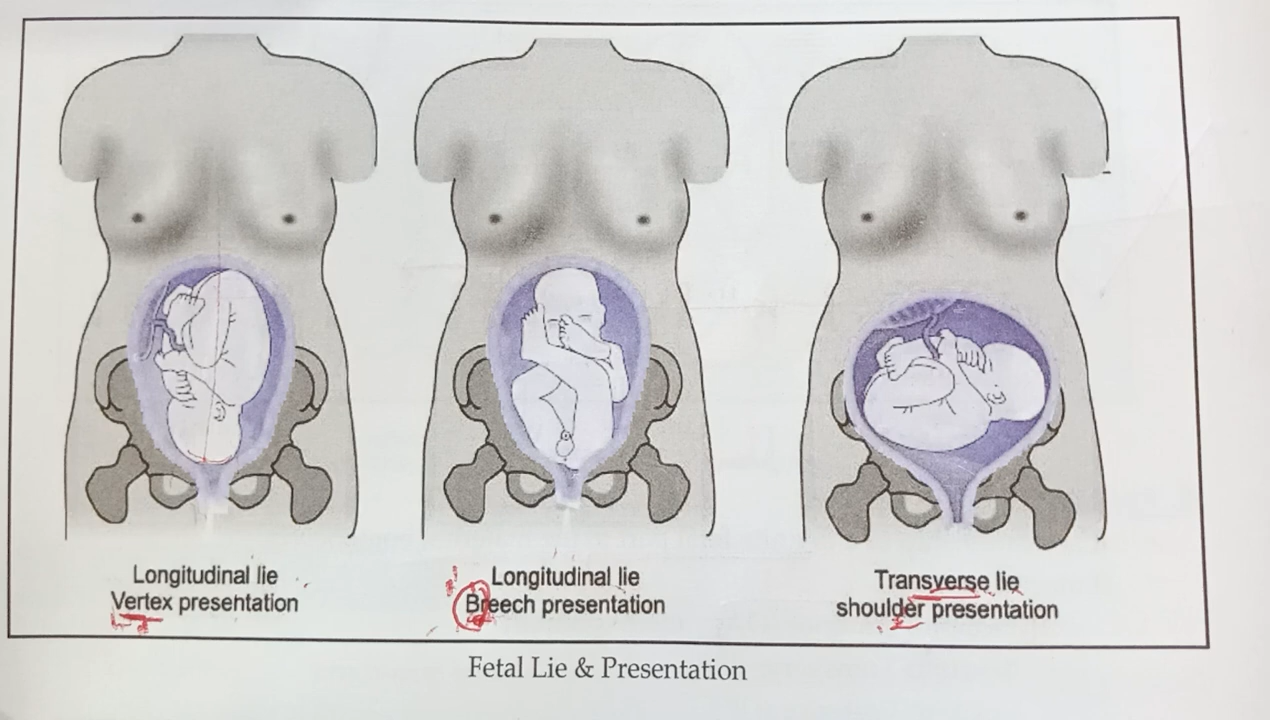 Longitudinal lie
Vertex presentation
Longitudinal lie
Breech presentation
Transverse lie
shoulder presentation
Fetal Lie & Presentation